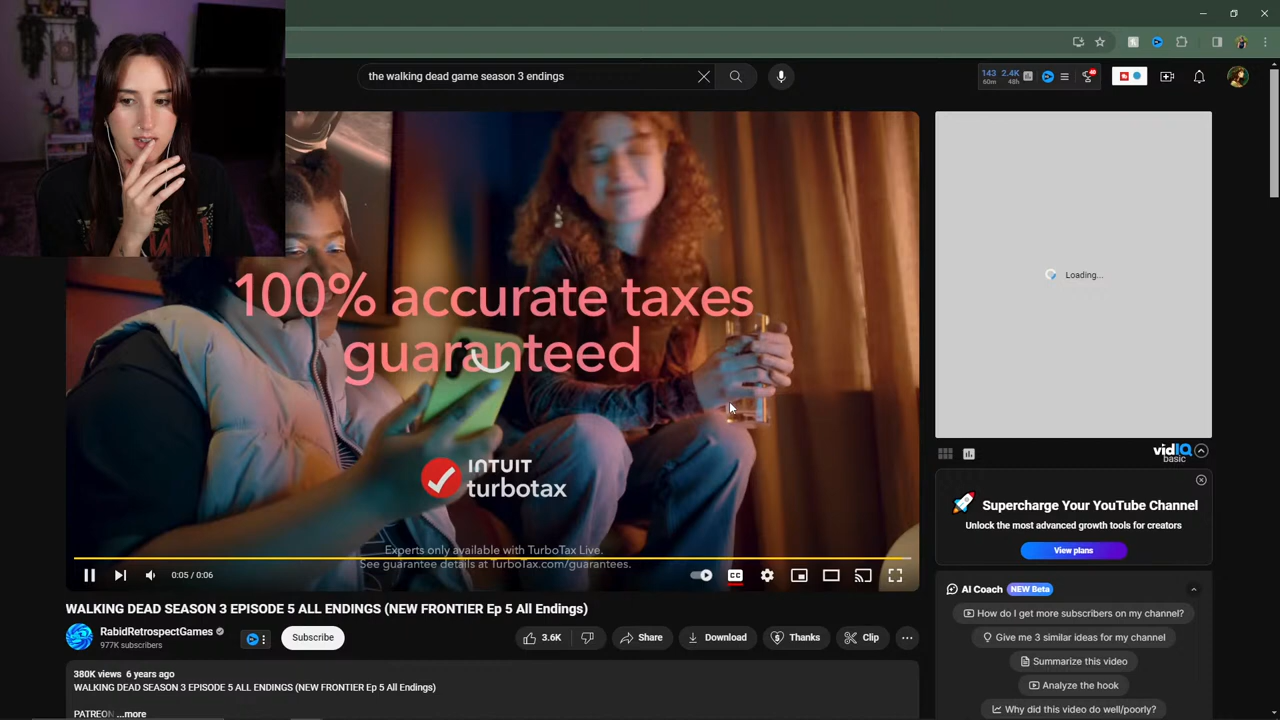 the walking dead game season 3 endings
143
60m
2.4K
48h
100% accurate taxes
guaranteed
INTUIT
turbotax
Experts only available with TurboTax Live.
See guarantee details at TurboTax.com/guarantees.
0:05 / 0:06
CC
WALKING DEAD SEASON 3 EPISODE 5 ALL ENDINGS (NEW FRONTIER Ep 5 All Endings)
RabidRetrospectGames
977K subscribers
Subscribe
3.6K
Share
Download
Thanks
Clip
380K views 6 years ago
WALKING DEAD SEASON 3 EPISODE 5 ALL ENDINGS (NEW FRONTIER Ep 5 All Endings)
PATREON ...more
Loading...
vidIQ
basic
Supercharge Your YouTube Channel
Unlock the most advanced growth tools for creators
View plans
AI Coach NEW Beta
How do I get more subscribers on my channel?
Give me 3 similar ideas for my channel
Summarize this video
Analyze the hook
Why did this video do well/poorly?